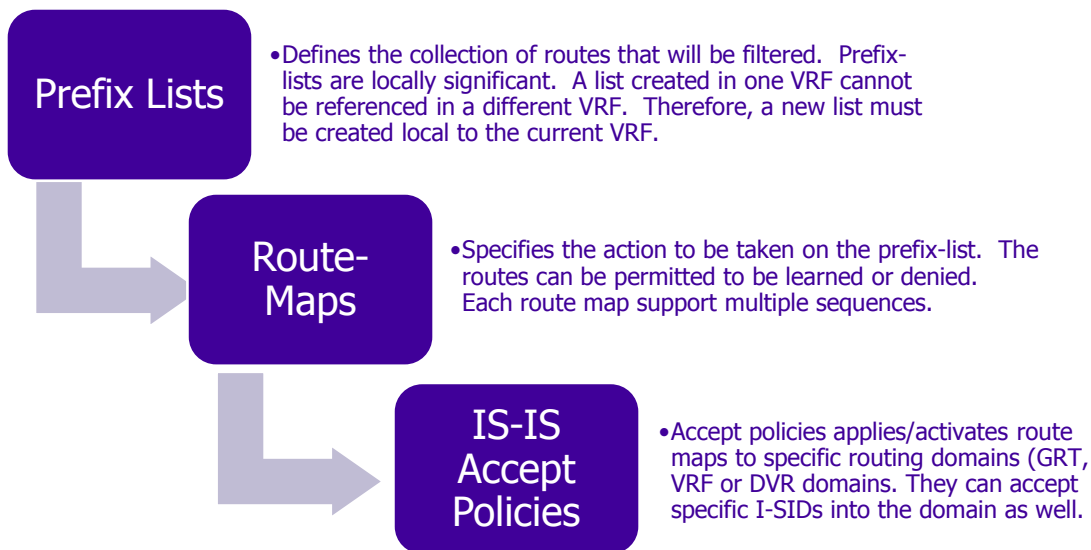 Prefix Lists
•Defines the collection of routes that will be filtered. Prefix-
lists are locally significant. A list created in one VRF cannot
be referenced in a different VRF. Therefore, a new list must
be created local to the current VRF.
Route-
Maps
•Specifies the action to be taken on the prefix-list. The
routes can be permitted to be learned or denied.
Each route map support multiple sequences.
IS-IS
Accept
Policies
•Accept policies applies/activates route
maps to specific routing domains (GRT,
VRF or DVR domains. They can accept
specific I-SIDs into the domain as well.